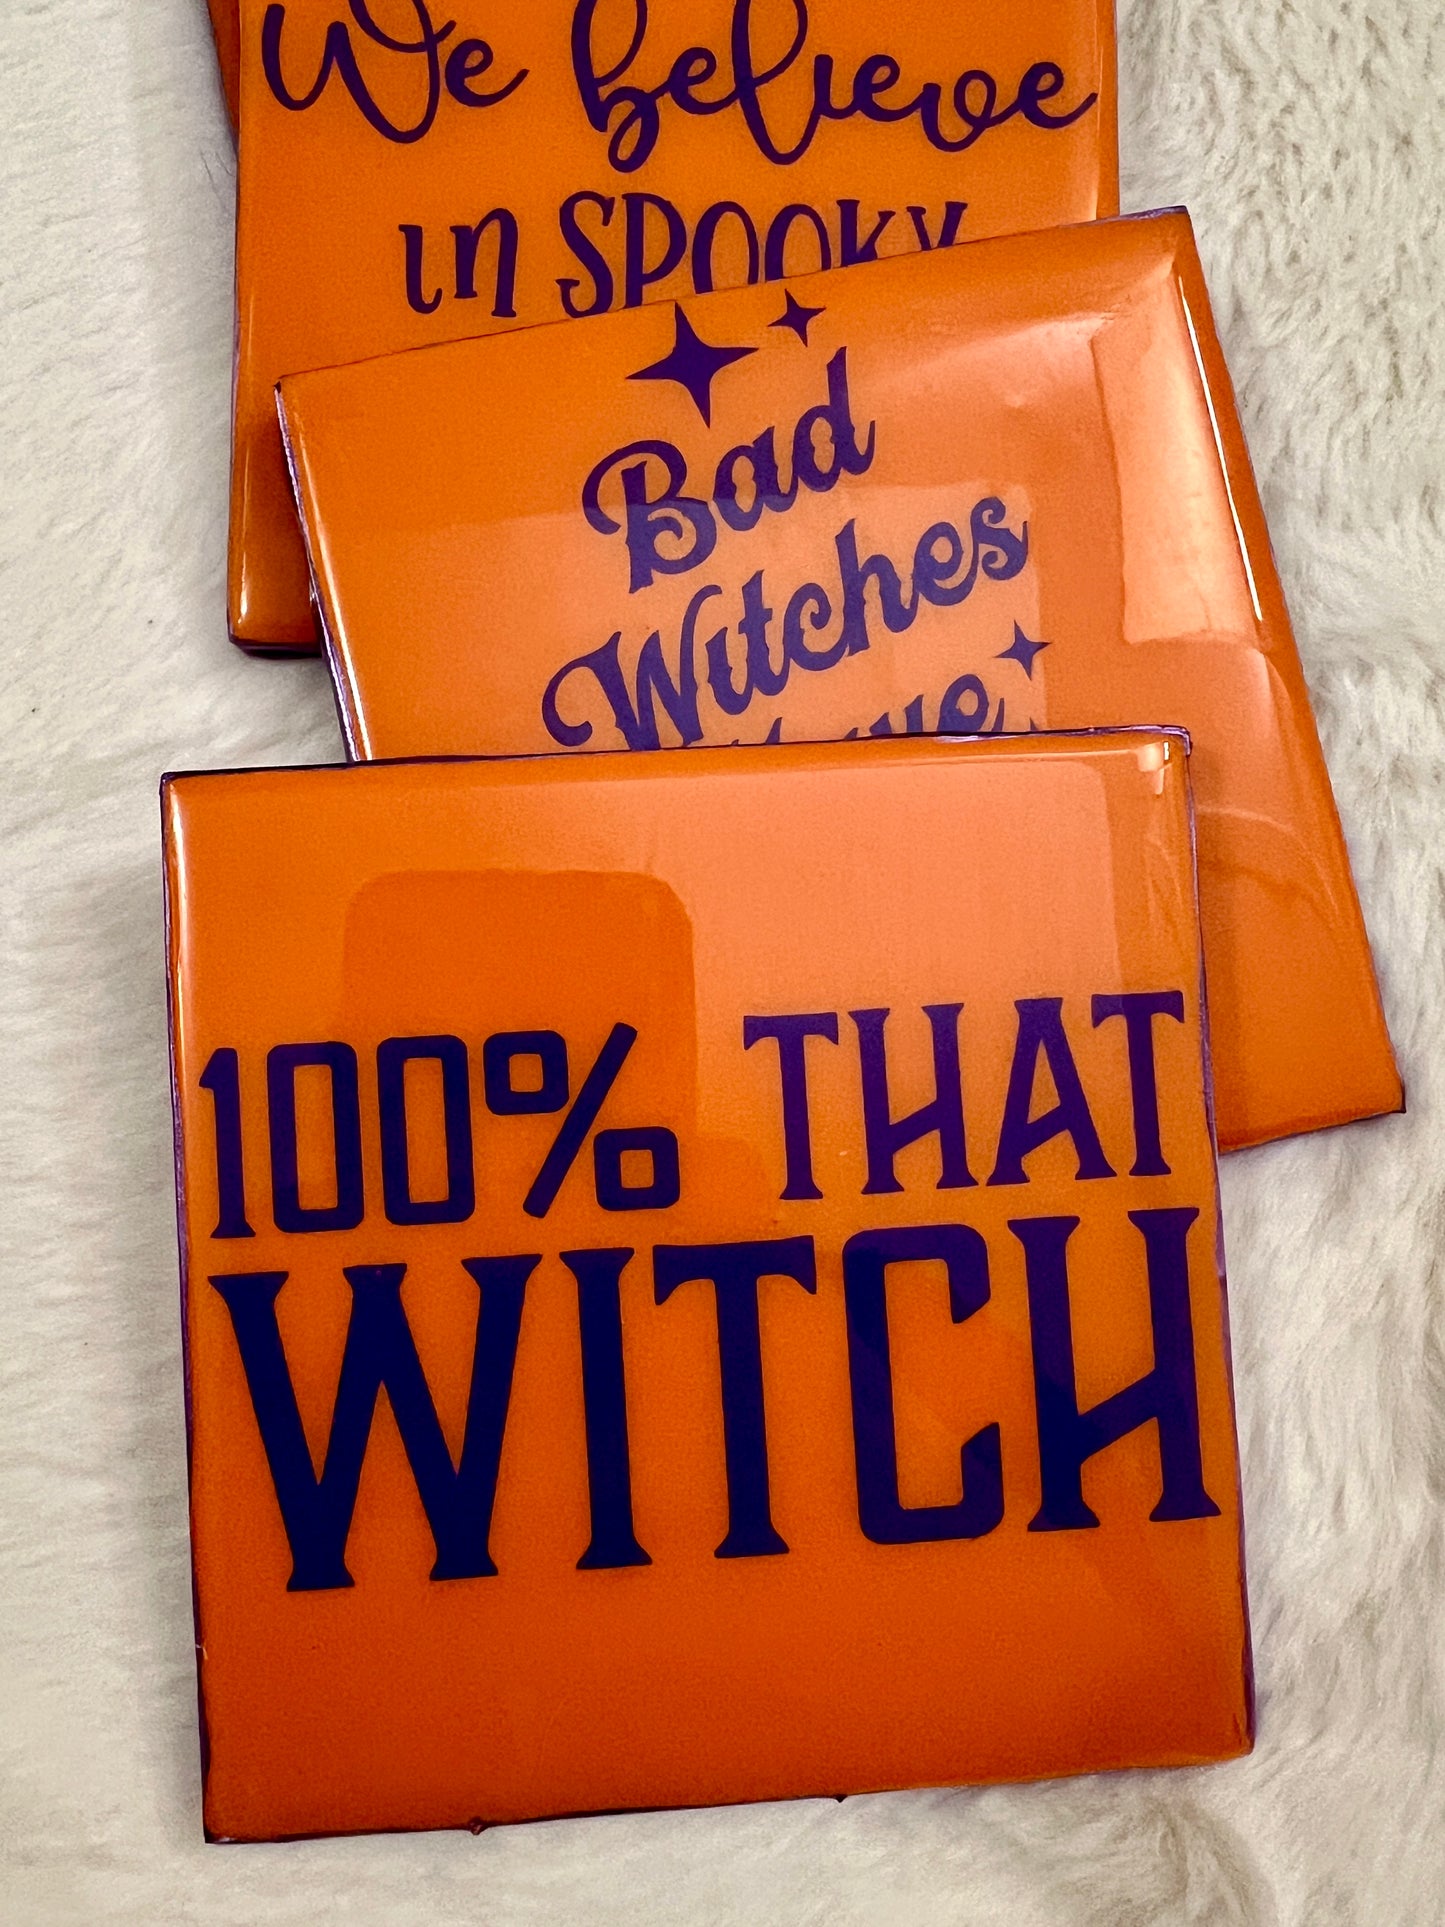 We believe
in SPOOKY
Bad
Witches
100% THAT
WITCH